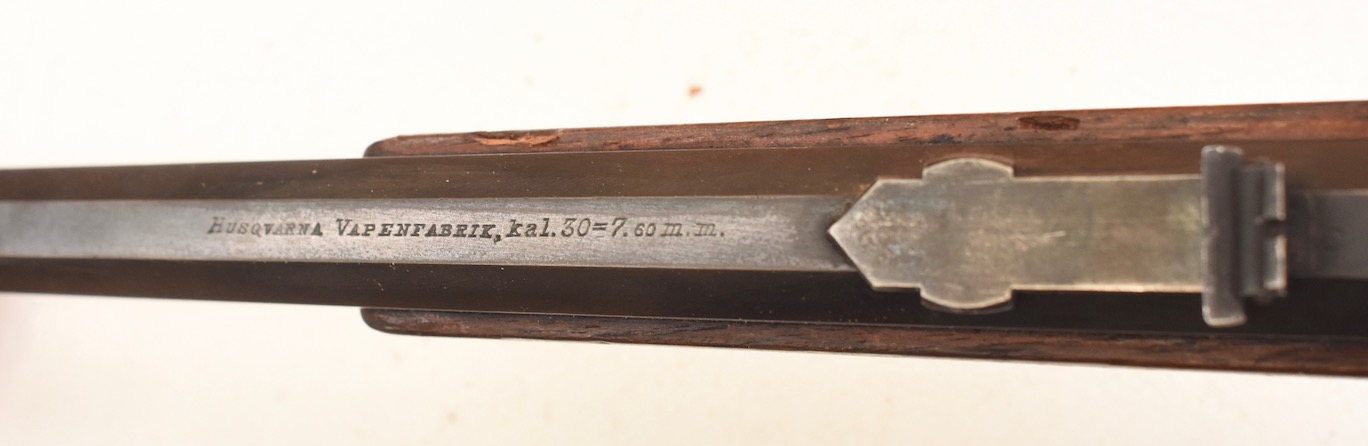 HUSQVARNA VAPENFABRIK, kal. 30=7.60 m.m.